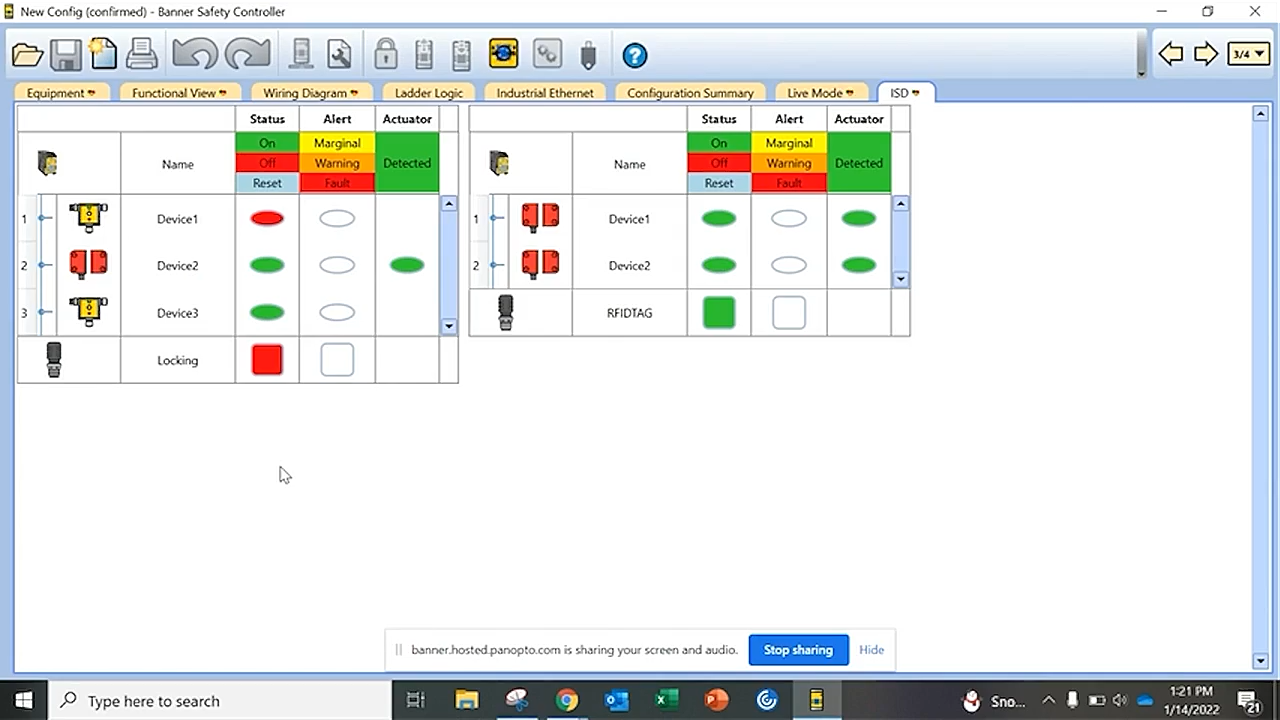 New Config (confirmed) - Banner Safety Controller
3/4
Equipment
Functional View
Wiring Diagram
Ladder Logic
Industrial Ethernet
Configuration Summary
Live Mode
ISD
Status Alert Actuator
Name
On Marginal
Off Warning Detected
Reset Fault
1 Device1
2 Device2
3 Device3
Locking
Status Alert Actuator
Name
On Marginal
Off Warning Detected
Reset Fault
1 Device1
2 Device2
RFIDTAG
banner.hosted.panopto.com is sharing your screen and audio.
Stop sharing
Hide
Type here to search
Sno...
1:21 PM
1/14/2022
21